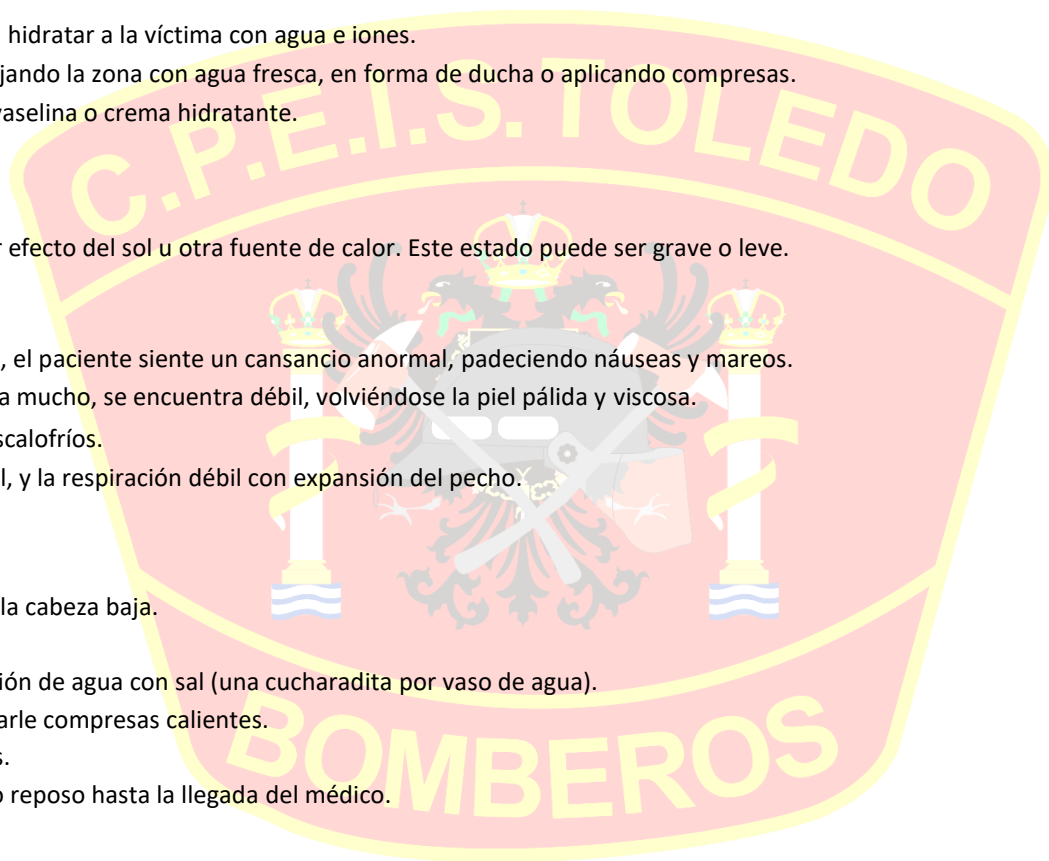 hidratar a la víctima con agua e iones.
jando la zona con agua fresca, en forma de ducha o aplicando compresas.
vaselina o crema hidratante.
C.P.E.I.S. TOLEDO
efecto del sol u otra fuente de calor. Este estado puede ser grave o leve.
, el paciente siente un cansancio anormal, padeciendo náuseas y mareos.
a mucho, se encuentra débil, volviéndose la piel pálida y viscosa.
scalofríos.
l, y la respiración débil con expansión del pecho.
la cabeza baja.
ión de agua con sal (una cucharadita por vaso de agua).
arle compresas calientes.
s.
o reposo hasta la llegada del médico.
BOMBEROS